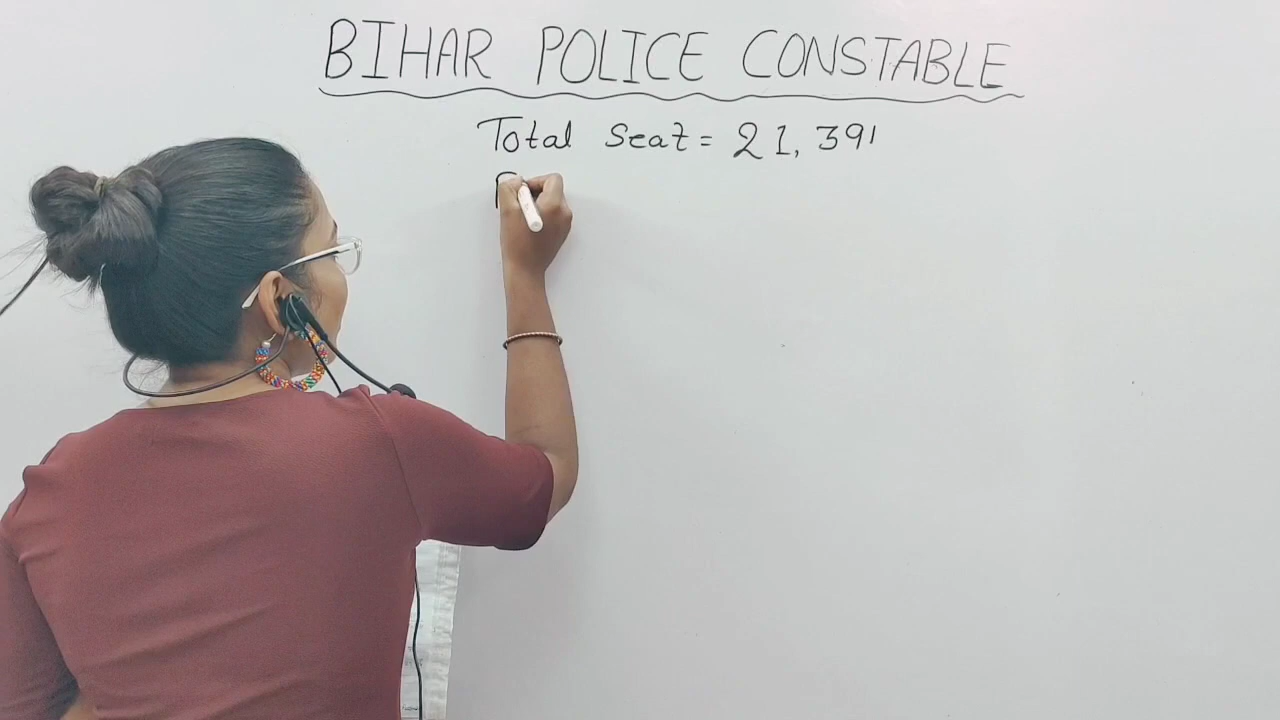 BIHAR POLICE CONSTABLE
Total Seat = 21,391